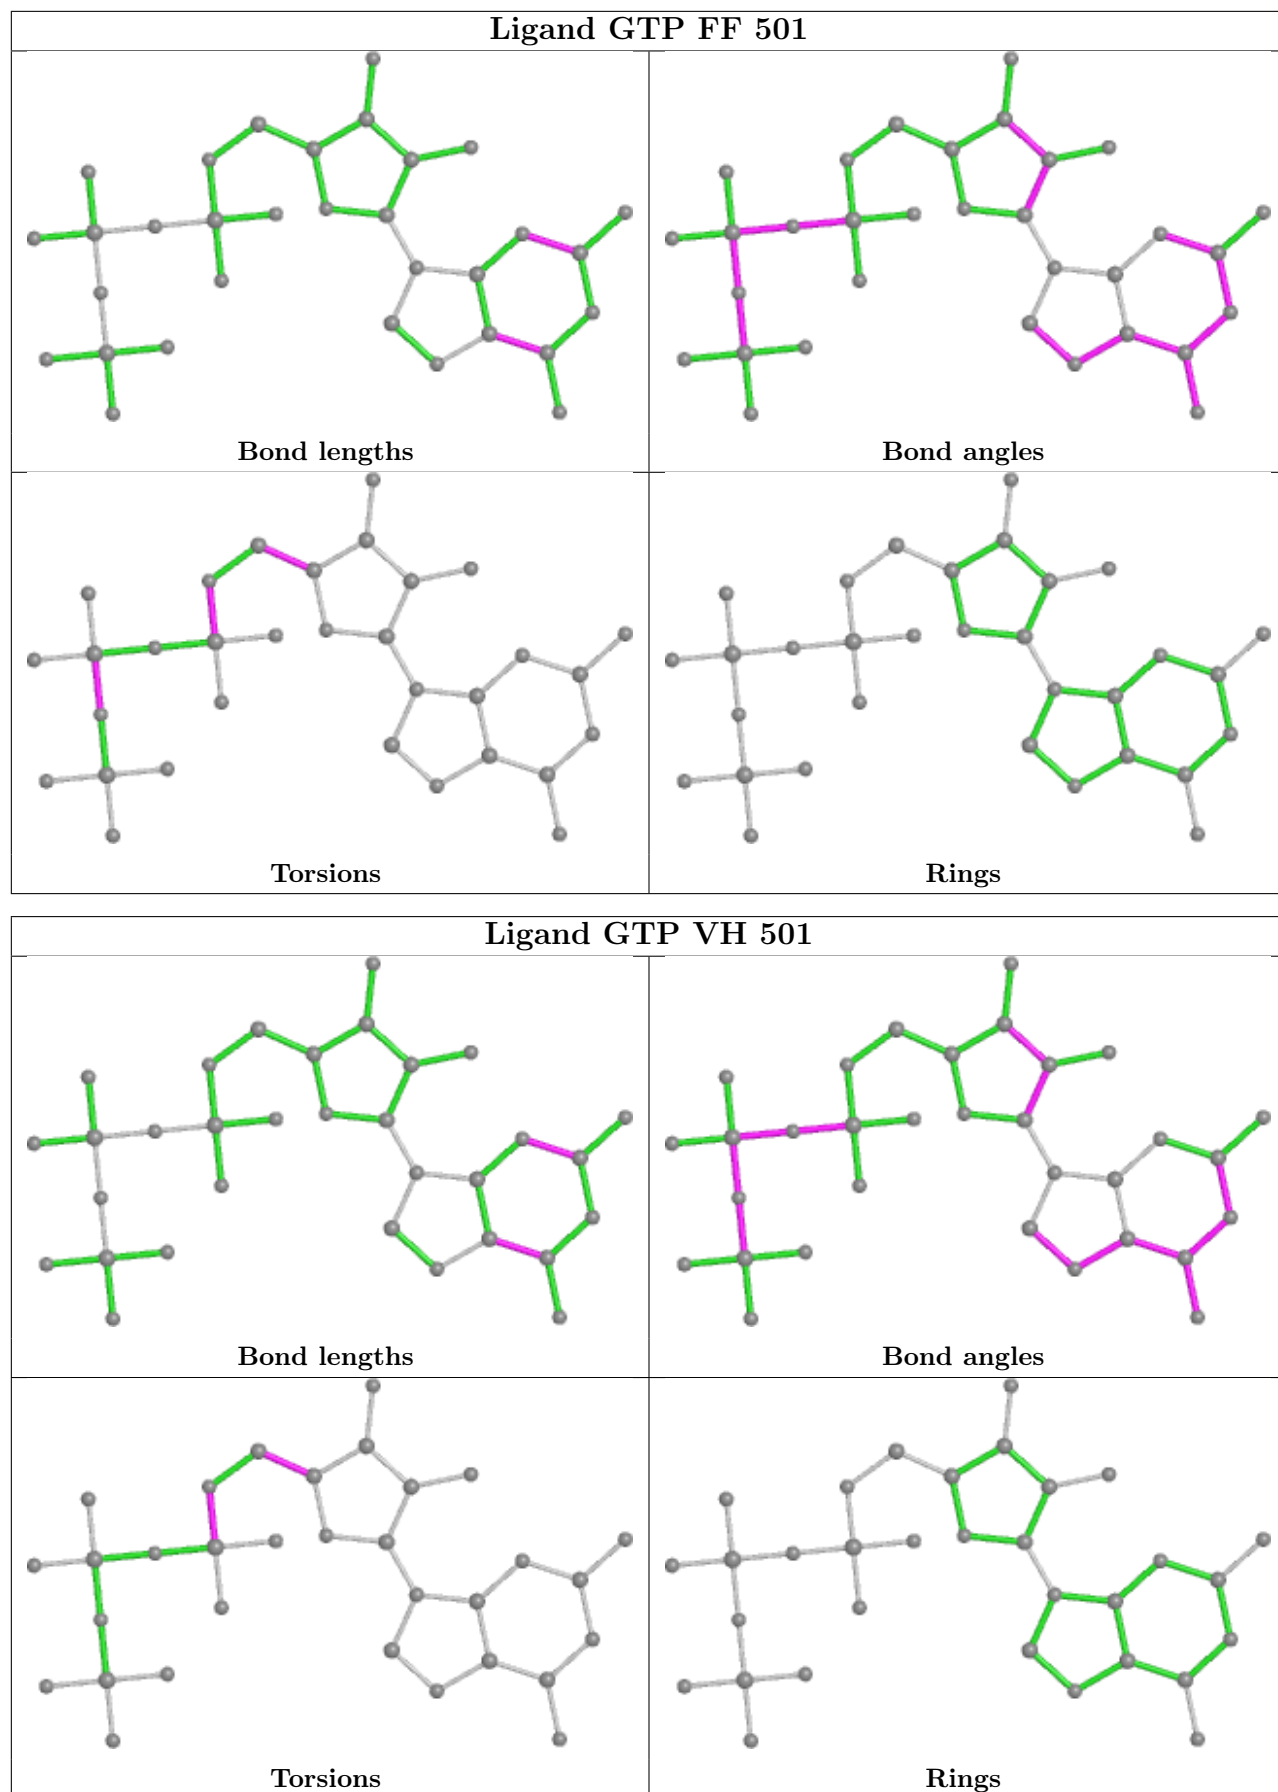 Ligand GTP FF 501
Bond lengths
Bond angles
Torsions
Rings
Ligand GTP VH 501
Bond lengths
Bond angles
Torsions
Rings